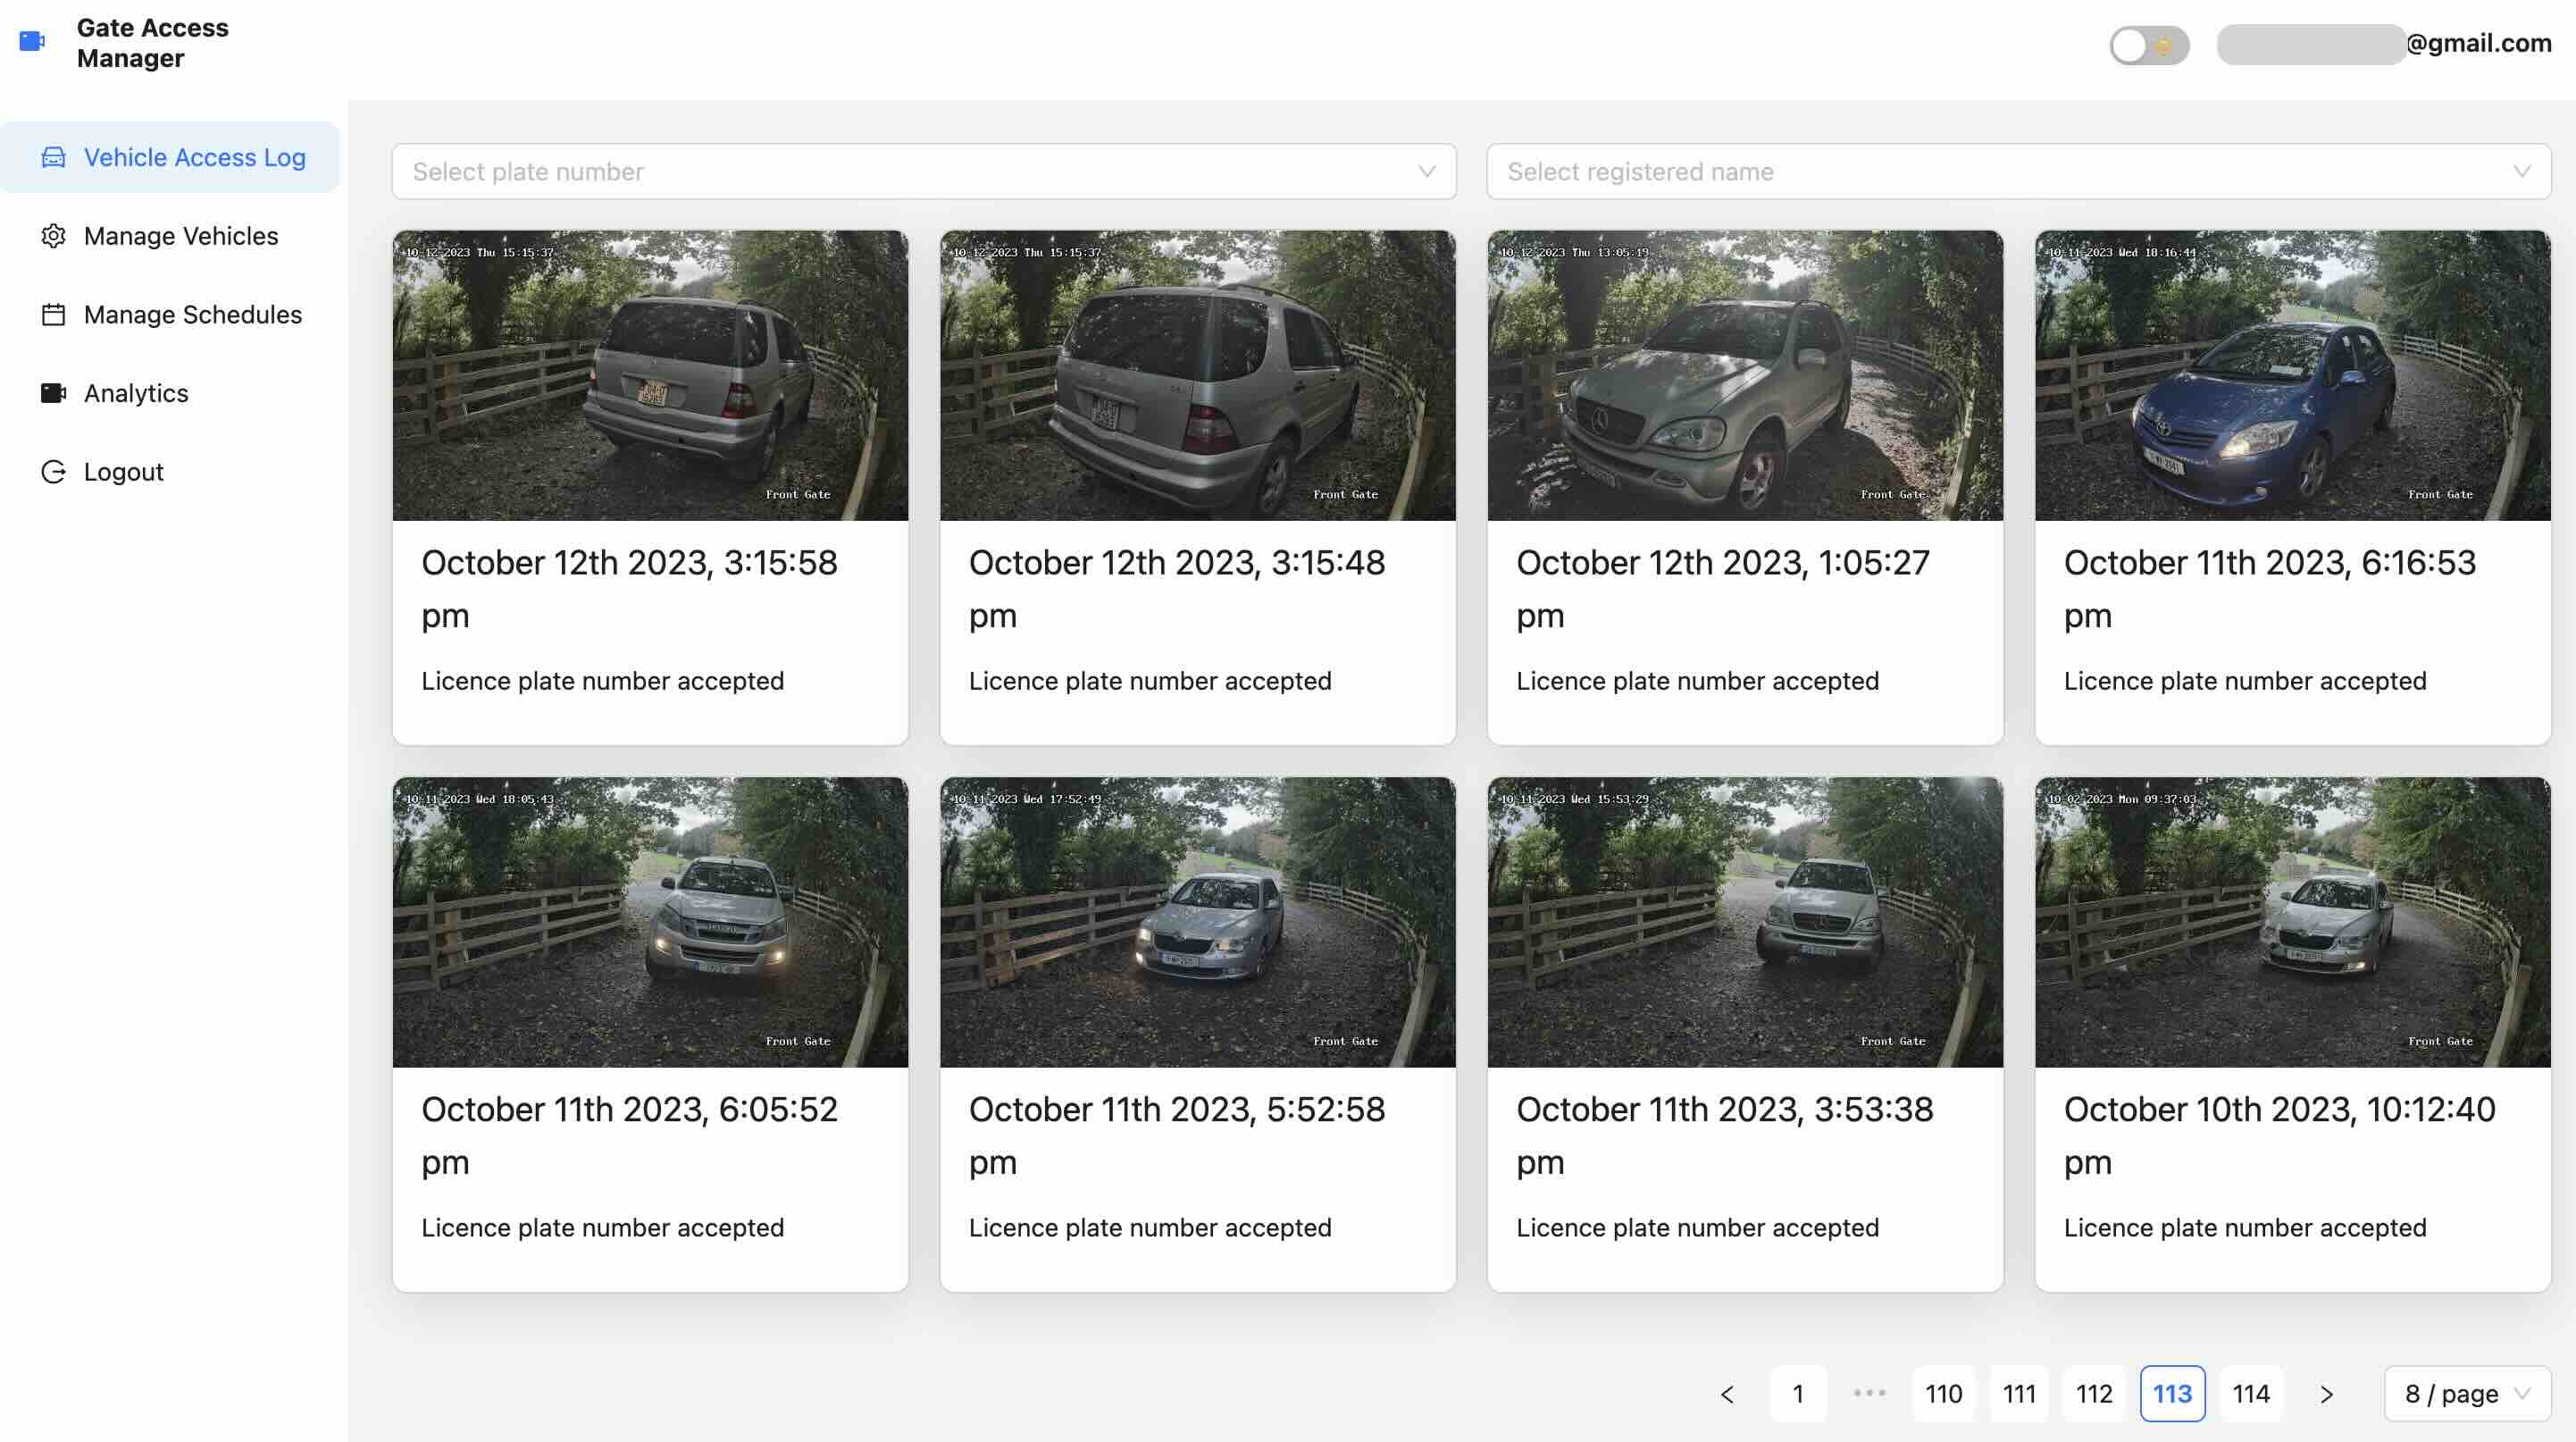 Gate Access
Manager
@gmail.com
Vehicle Access Log
Manage Vehicles
Manage Schedules
Analytics
Logout
Select plate number
Select registered name
10-12-2023 Thu 15:15:37
Front Gate
October 12th 2023, 3:15:58
pm
Licence plate number accepted
10-12-2023 Thu 15:15:37
Front Gate
October 12th 2023, 3:15:48
pm
Licence plate number accepted
10-12-2023 Thu 13:05:19
Front Gate
October 12th 2023, 1:05:27
pm
Licence plate number accepted
10-11-2023 Wed 18:16:44
Front Gate
October 11th 2023, 6:16:53
pm
Licence plate number accepted
10-11-2023 Wed 18:05:43
Front Gate
October 11th 2023, 6:05:52
pm
Licence plate number accepted
10-11-2023 Wed 17:52:49
Front Gate
October 11th 2023, 5:52:58
pm
Licence plate number accepted
10-11-2023 Wed 15:53:29
Front Gate
October 11th 2023, 3:53:38
pm
Licence plate number accepted
10-02-2023 Mon 09:37:03
Front Gate
October 10th 2023, 10:12:40
pm
Licence plate number accepted
< 1 ••• 110 111 112 113 114 > 8 / page